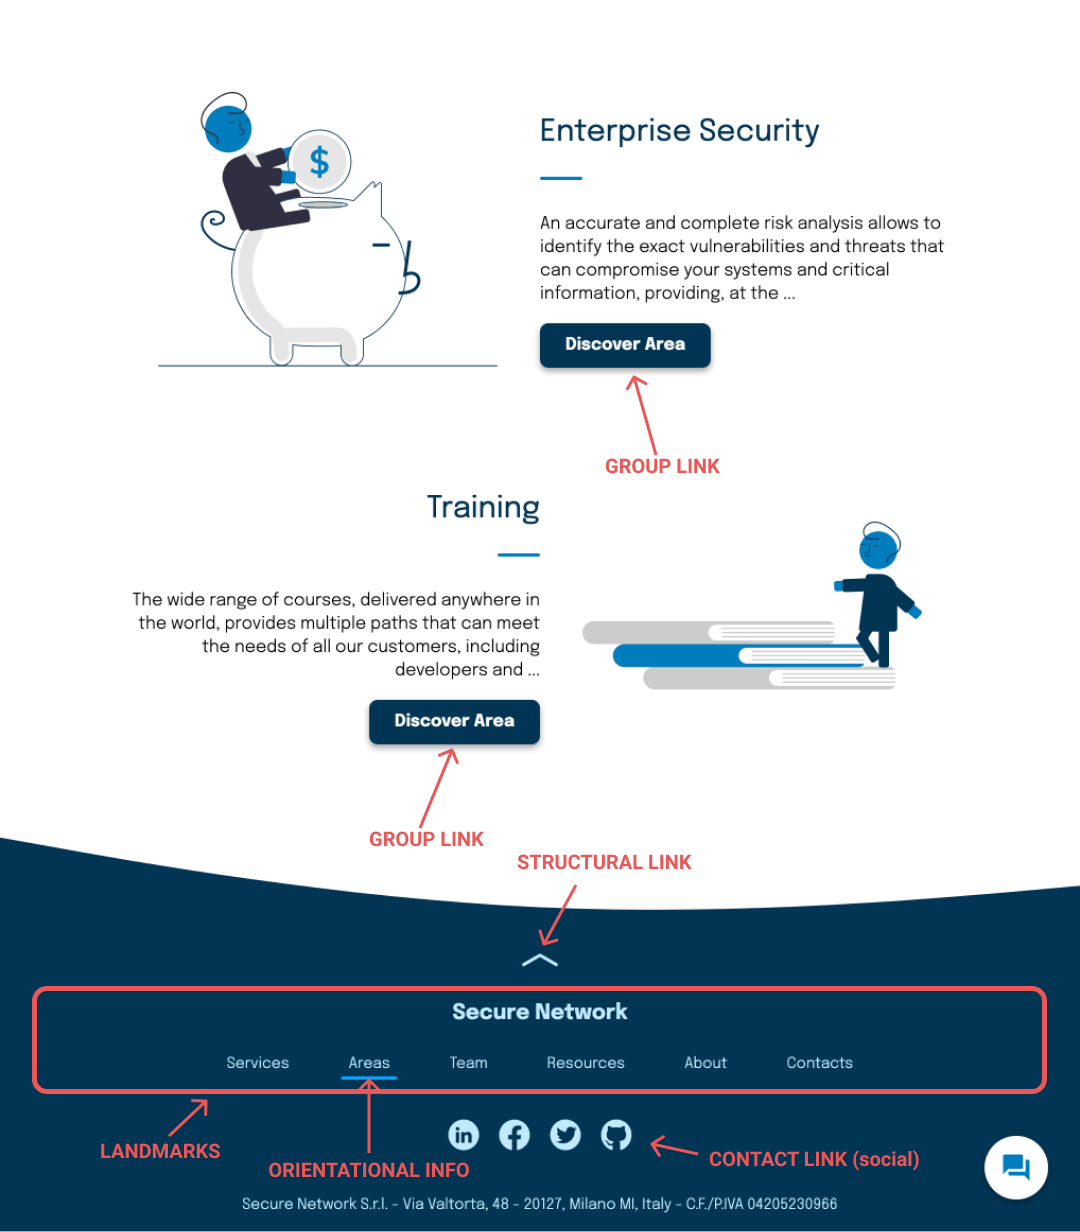 $
Enterprise Security
An accurate and complete risk analysis allows to
identify the exact vulnerabilities and threats that
can compromise your systems and critical
information, providing, at the ...
Discover Area
GROUP LINK
Training
The wide range of courses, delivered anywhere in
the world, provides multiple paths that can meet
the needs of all our customers, including
developers and ...
Discover Area
GROUP LINK
STRUCTURAL LINK
Secure Network
Services Areas Team Resources About Contacts
LANDMARKS
ORIENTATIONAL INFO
in f
CONTACT LINK (social)
Secure Network S.r.l. - Via Valtorta, 48 - 20127, Milano MI, Italy - C.F./P.IVA 04205230966